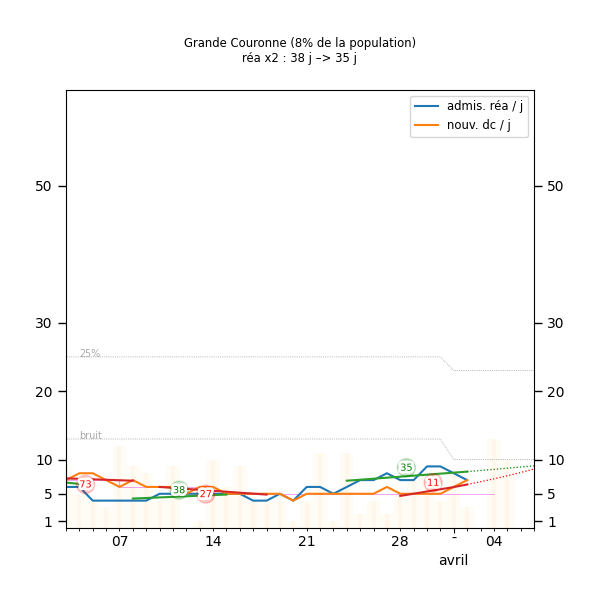 Grande Couronne (8% de la population)
réa x2 : 38 j –> 35 j
admis. réa / j
nouv. dc / j
50 50
30 30
25%
20 20
bruit
10 10
35
73 38 27 11
5 5
1 1
07 14 21 28 - 04
avril